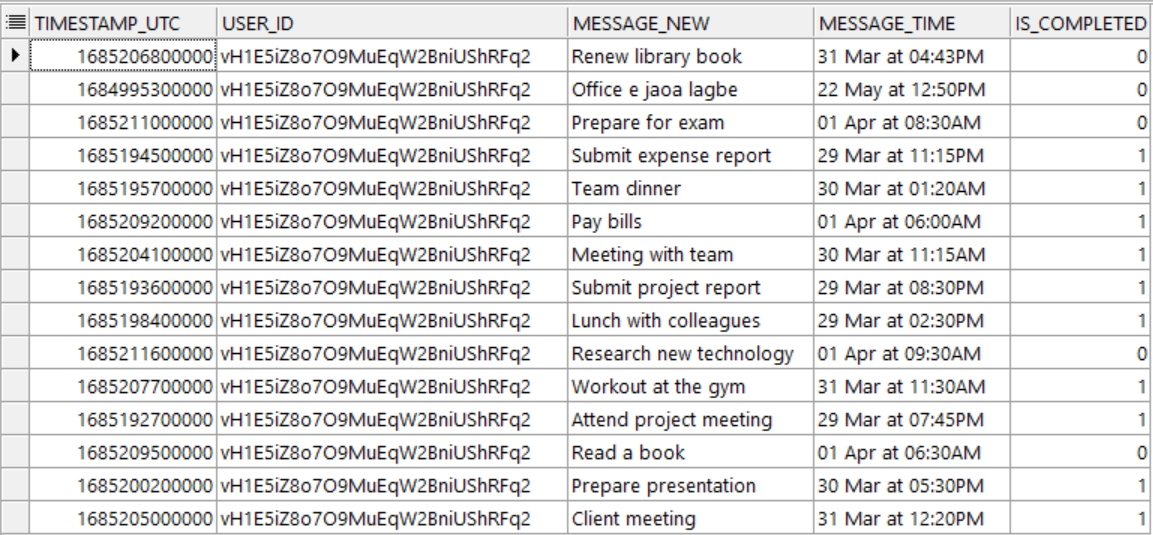 TIMESTAMP_UTC USER_ID MESSAGE_NEW MESSAGE_TIME IS_COMPLETED
1685206800000 vH1E5iZ8o7O9MuEqW2BniUShRFq2 Renew library book 31 Mar at 04:43PM 0
1684995300000 vH1E5iZ8o7O9MuEqW2BniUShRFq2 Office e jaoa lagbe 22 May at 12:50PM 0
1685211000000 vH1E5iZ8o7O9MuEqW2BniUShRFq2 Prepare for exam 01 Apr at 08:30AM 0
1685194500000 vH1E5iZ8o7O9MuEqW2BniUShRFq2 Submit expense report 29 Mar at 11:15PM 1
1685195700000 vH1E5iZ8o7O9MuEqW2BniUShRFq2 Team dinner 30 Mar at 01:20AM 1
1685209200000 vH1E5iZ8o7O9MuEqW2BniUShRFq2 Pay bills 01 Apr at 06:00AM 1
1685204100000 vH1E5iZ8o7O9MuEqW2BniUShRFq2 Meeting with team 30 Mar at 11:15AM 1
1685193600000 vH1E5iZ8o7O9MuEqW2BniUShRFq2 Submit project report 29 Mar at 08:30PM 1
1685198400000 vH1E5iZ8o7O9MuEqW2BniUShRFq2 Lunch with colleagues 29 Mar at 02:30PM 1
1685211600000 vH1E5iZ8o7O9MuEqW2BniUShRFq2 Research new technology 01 Apr at 09:30AM 0
1685207700000 vH1E5iZ8o7O9MuEqW2BniUShRFq2 Workout at the gym 31 Mar at 11:30AM 1
1685192700000 vH1E5iZ8o7O9MuEqW2BniUShRFq2 Attend project meeting 29 Mar at 07:45PM 1
1685209500000 vH1E5iZ8o7O9MuEqW2BniUShRFq2 Read a book 01 Apr at 06:30AM 0
1685200200000 vH1E5iZ8o7O9MuEqW2BniUShRFq2 Prepare presentation 30 Mar at 05:30PM 1
1685205000000 vH1E5iZ8o7O9MuEqW2BniUShRFq2 Client meeting 31 Mar at 12:20PM 1